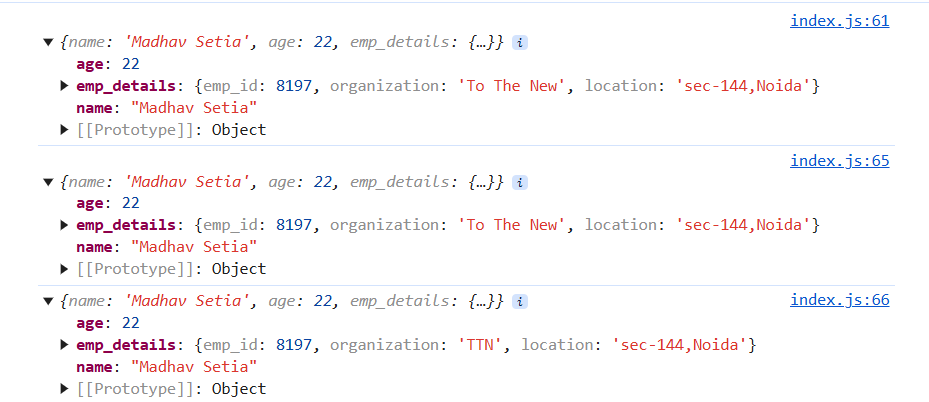 index.js:61
▼ {name: 'Madhav Setia', age: 22, emp_details: {…}} i
age: 22
▶ emp_details: {emp_id: 8197, organization: 'To The New', location: 'sec-144,Noida'}
name: "Madhav Setia"
▶ [[Prototype]]: Object
index.js:65
▼ {name: 'Madhav Setia', age: 22, emp_details: {…}} i
age: 22
▶ emp_details: {emp_id: 8197, organization: 'To The New', location: 'sec-144,Noida'}
name: "Madhav Setia"
▶ [[Prototype]]: Object
index.js:66
▼ {name: 'Madhav Setia', age: 22, emp_details: {…}} i
age: 22
▶ emp_details: {emp_id: 8197, organization: 'TTN', location: 'sec-144,Noida'}
name: "Madhav Setia"
▶ [[Prototype]]: Object